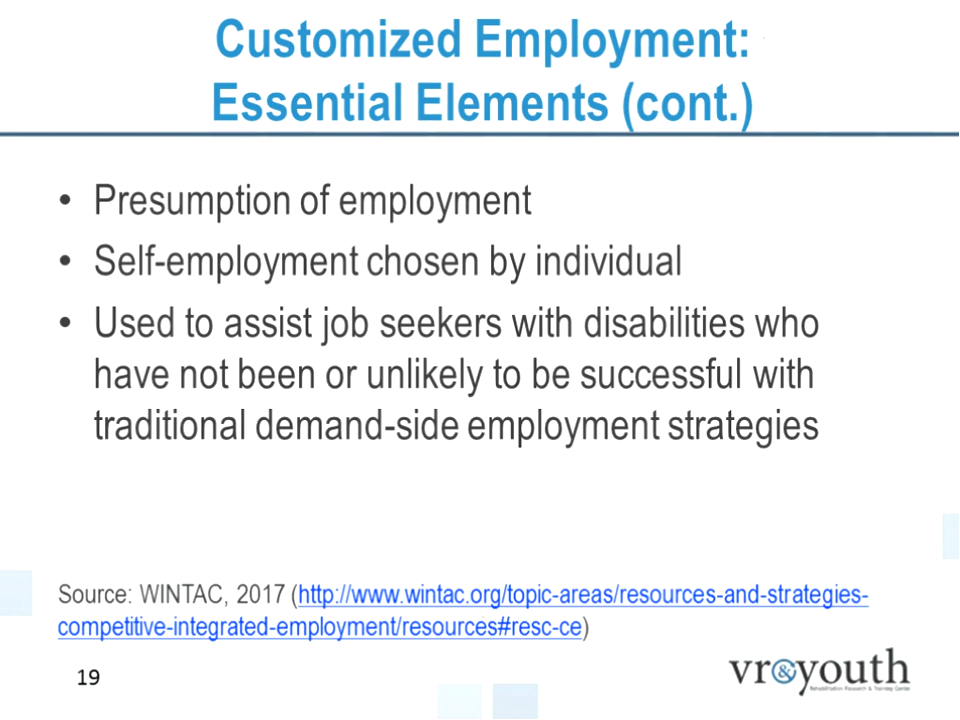 Customized Employment:
Essential Elements (cont.)
• Presumption of employment
• Self-employment chosen by individual
• Used to assist job seekers with disabilities who
have not been or unlikely to be successful with
traditional demand-side employment strategies
Source: WINTAC, 2017 (http://www.wintac.org/topic-areas/resources-and-strategies-
competitive-integrated-employment/resources#resc-ce)
19
vr&youth
Rehabilitation Research & Training Center